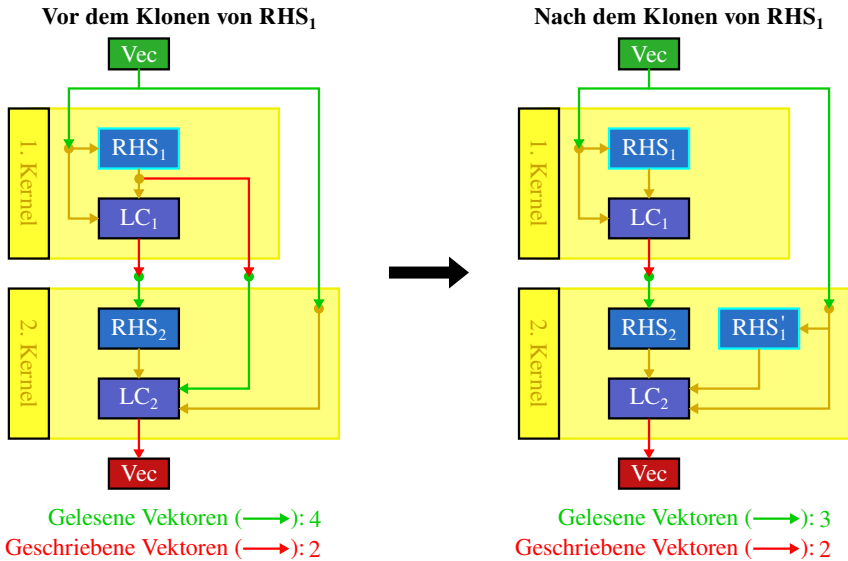 Vor dem Klonen von RHS₁
Vec
1. Kernel
RHS₁
LC₁
2. Kernel
RHS₂
LC₂
Vec
Gelesene Vektoren (→): 4
Geschriebene Vektoren (→): 2
Nach dem Klonen von RHS₁
Vec
1. Kernel
RHS₁
LC₁
2. Kernel
RHS₂
RHS₁'
LC₂
Vec
Gelesene Vektoren (→): 3
Geschriebene Vektoren (→): 2